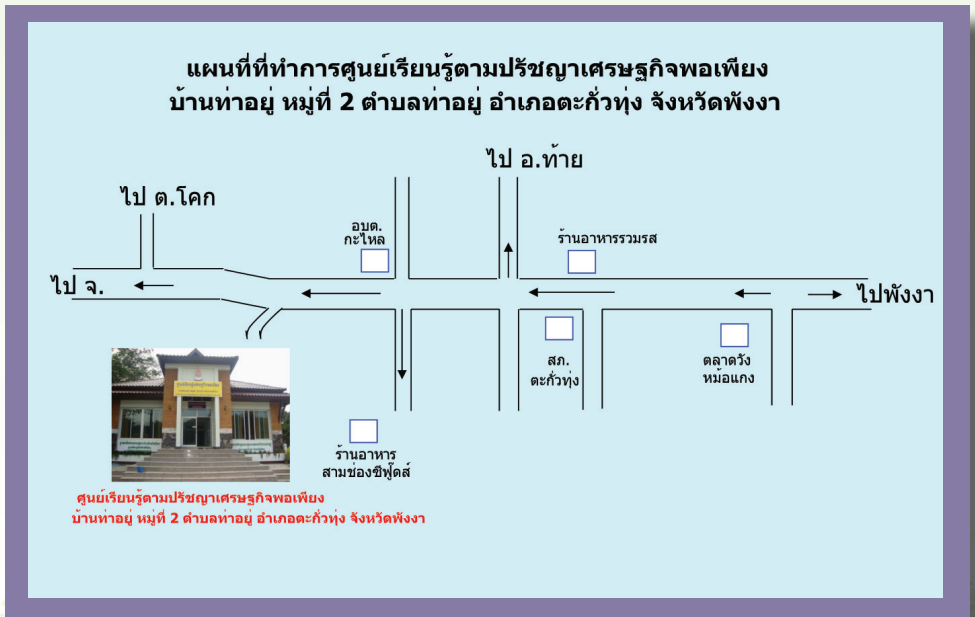 แผนที่ที่ทำการศูนย์เรียนรู้ตามปรัชญาเศรษฐกิจพอเพียง
บ้านท่าอยู่ หมู่ที่ 2 ตำบลท่าอยู่ อำเภอตะกั่วทุ่ง จังหวัดพังงา
ไป อ.ท้าย
ไป ต.โคก
อบต.
กะไหล
ร้านอาหารรวมรส
ไป จ.
ไปพังงา
สภ.
ตะกั่วทุ่ง
ตลาดวัง
หม้อแกง
ร้านอาหาร
สามช่องซีฟู๊ดส์
ศูนย์เรียนรู้ตามปรัชญาเศรษฐกิจพอเพียง
บ้านท่าอยู่ หมู่ที่ 2 ตำบลท่าอยู่ อำเภอตะกั่วทุ่ง จังหวัดพังงา